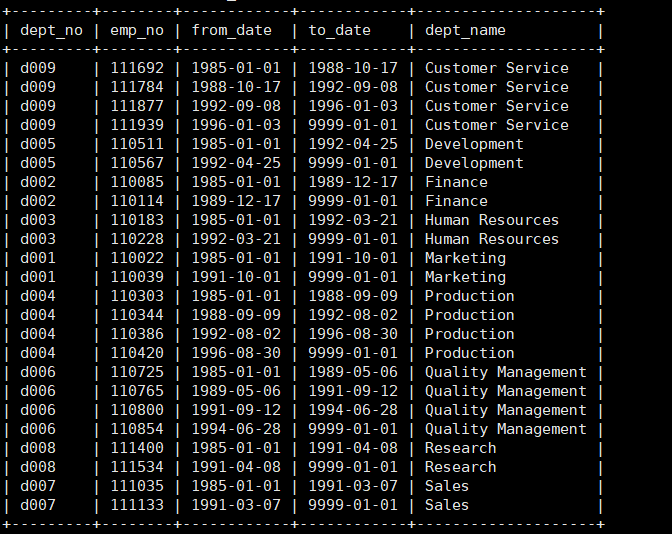 +---------+--------+------------+------------+--------------------+
| dept_no | emp_no | from_date  | to_date    | dept_name          |
+---------+--------+------------+------------+--------------------+
| d009    | 111692 | 1985-01-01 | 1988-10-17 | Customer Service   |
| d009    | 111784 | 1988-10-17 | 1992-09-08 | Customer Service   |
| d009    | 111877 | 1992-09-08 | 1996-01-03 | Customer Service   |
| d009    | 111939 | 1996-01-03 | 9999-01-01 | Customer Service   |
| d005    | 110511 | 1985-01-01 | 1992-04-25 | Development        |
| d005    | 110567 | 1992-04-25 | 9999-01-01 | Development        |
| d002    | 110085 | 1985-01-01 | 1989-12-17 | Finance            |
| d002    | 110114 | 1989-12-17 | 9999-01-01 | Finance            |
| d003    | 110183 | 1985-01-01 | 1992-03-21 | Human Resources    |
| d003    | 110228 | 1992-03-21 | 9999-01-01 | Human Resources    |
| d001    | 110022 | 1985-01-01 | 1991-10-01 | Marketing          |
| d001    | 110039 | 1991-10-01 | 9999-01-01 | Marketing          |
| d004    | 110303 | 1985-01-01 | 1988-09-09 | Production         |
| d004    | 110344 | 1988-09-09 | 1992-08-02 | Production         |
| d004    | 110386 | 1992-08-02 | 1996-08-30 | Production         |
| d004    | 110420 | 1996-08-30 | 9999-01-01 | Production         |
| d006    | 110725 | 1985-01-01 | 1989-05-06 | Quality Management |
| d006    | 110765 | 1989-05-06 | 1991-09-12 | Quality Management |
| d006    | 110800 | 1991-09-12 | 1994-06-28 | Quality Management |
| d006    | 110854 | 1994-06-28 | 9999-01-01 | Quality Management |
| d008    | 111400 | 1985-01-01 | 1991-04-08 | Research           |
| d008    | 111534 | 1991-04-08 | 9999-01-01 | Research           |
| d007    | 111035 | 1985-01-01 | 1991-03-07 | Sales              |
| d007    | 111133 | 1991-03-07 | 9999-01-01 | Sales              |
+---------+--------+------------+------------+--------------------+